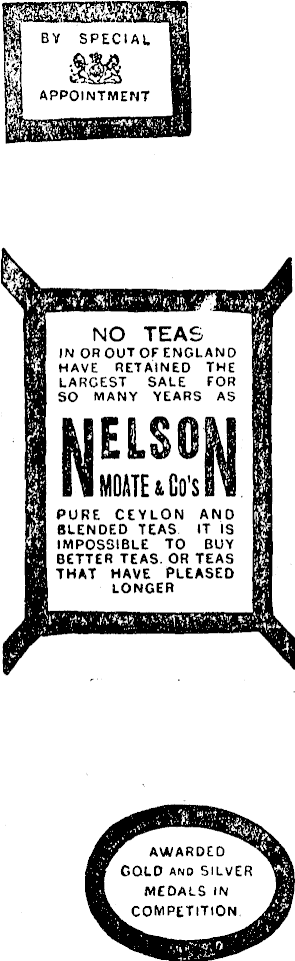 BY SPECIAL
APPOINTMENT
NO TEAS
IN OR OUT OF ENGLAND
HAVE RETAINED THE
LARGEST SALE FOR
SO MANY YEARS AS
NELSON
MOATE & Co's
PURE CEYLON AND
BLENDED TEAS. IT IS
IMPOSSIBLE TO BUY
BETTER TEAS. OR TEAS
THAT HAVE PLEASED
LONGER
AWARDED
GOLD AND SILVER
MEDALS IN
COMPETITION.